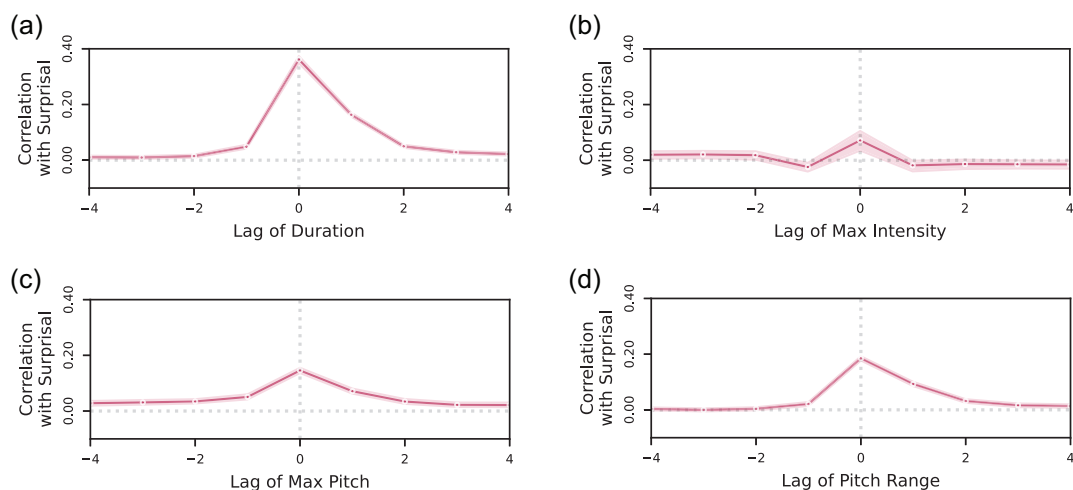 (a)
Correlation
with Surprisal
0.40
0.20
0.00
−4
−2
0
2
4
Lag of Duration
(b)
Correlation
with Surprisal
0.40
0.20
0.00
−4
−2
0
2
4
Lag of Max Intensity
(c)
Correlation
with Surprisal
0.40
0.20
0.00
−4
−2
0
2
4
Lag of Max Pitch
(d)
Correlation
with Surprisal
0.40
0.20
0.00
−4
−2
0
2
4
Lag of Pitch Range